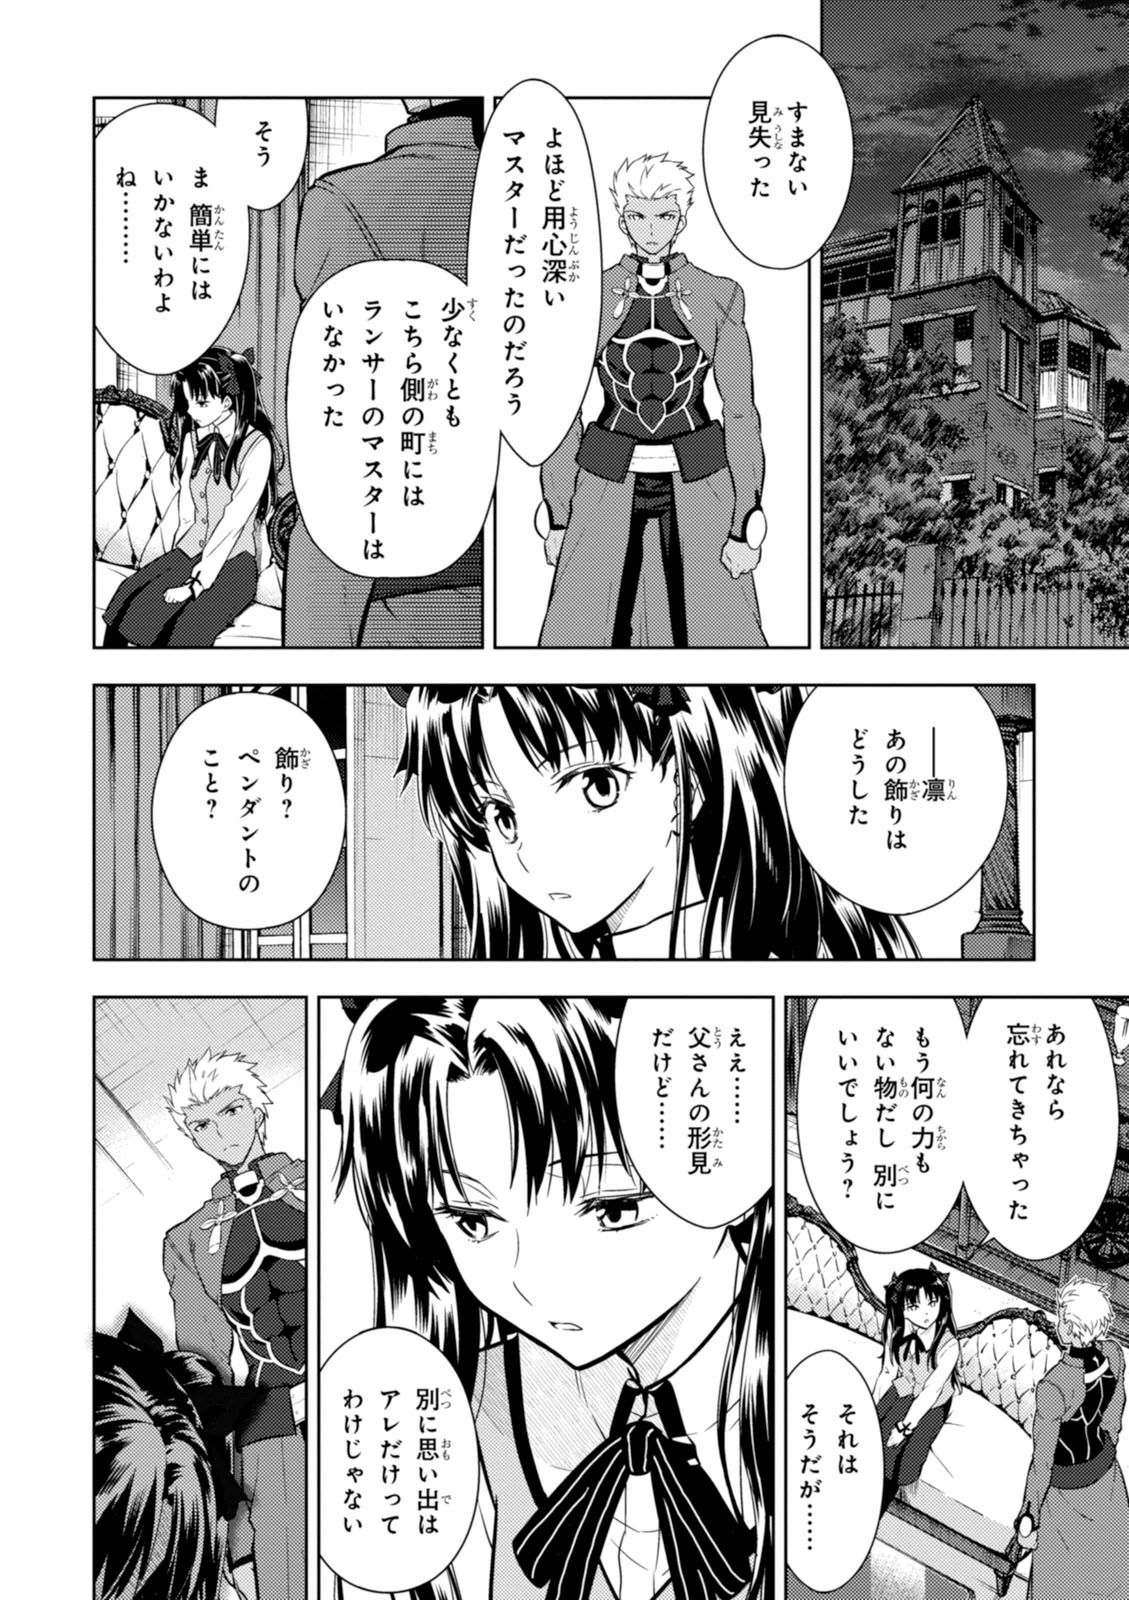 すまない
見失った
よほど用心深い
マスターだったのだろう
少なくとも
こちら側の町には
ランサーのマスターは
いなかった
そう
ま 簡単には
いかないわよ
ね………
──凛
あの飾りは
どうした
飾り?
ペンダントの
こと?
あれなら
忘れてきちゃった
もう何の力も
ない物だし 別に
いいでしょう?
それは
そうだが……
ええ……
父さんの形見
だけど……
別に思い出は
アレだけって
わけじゃない